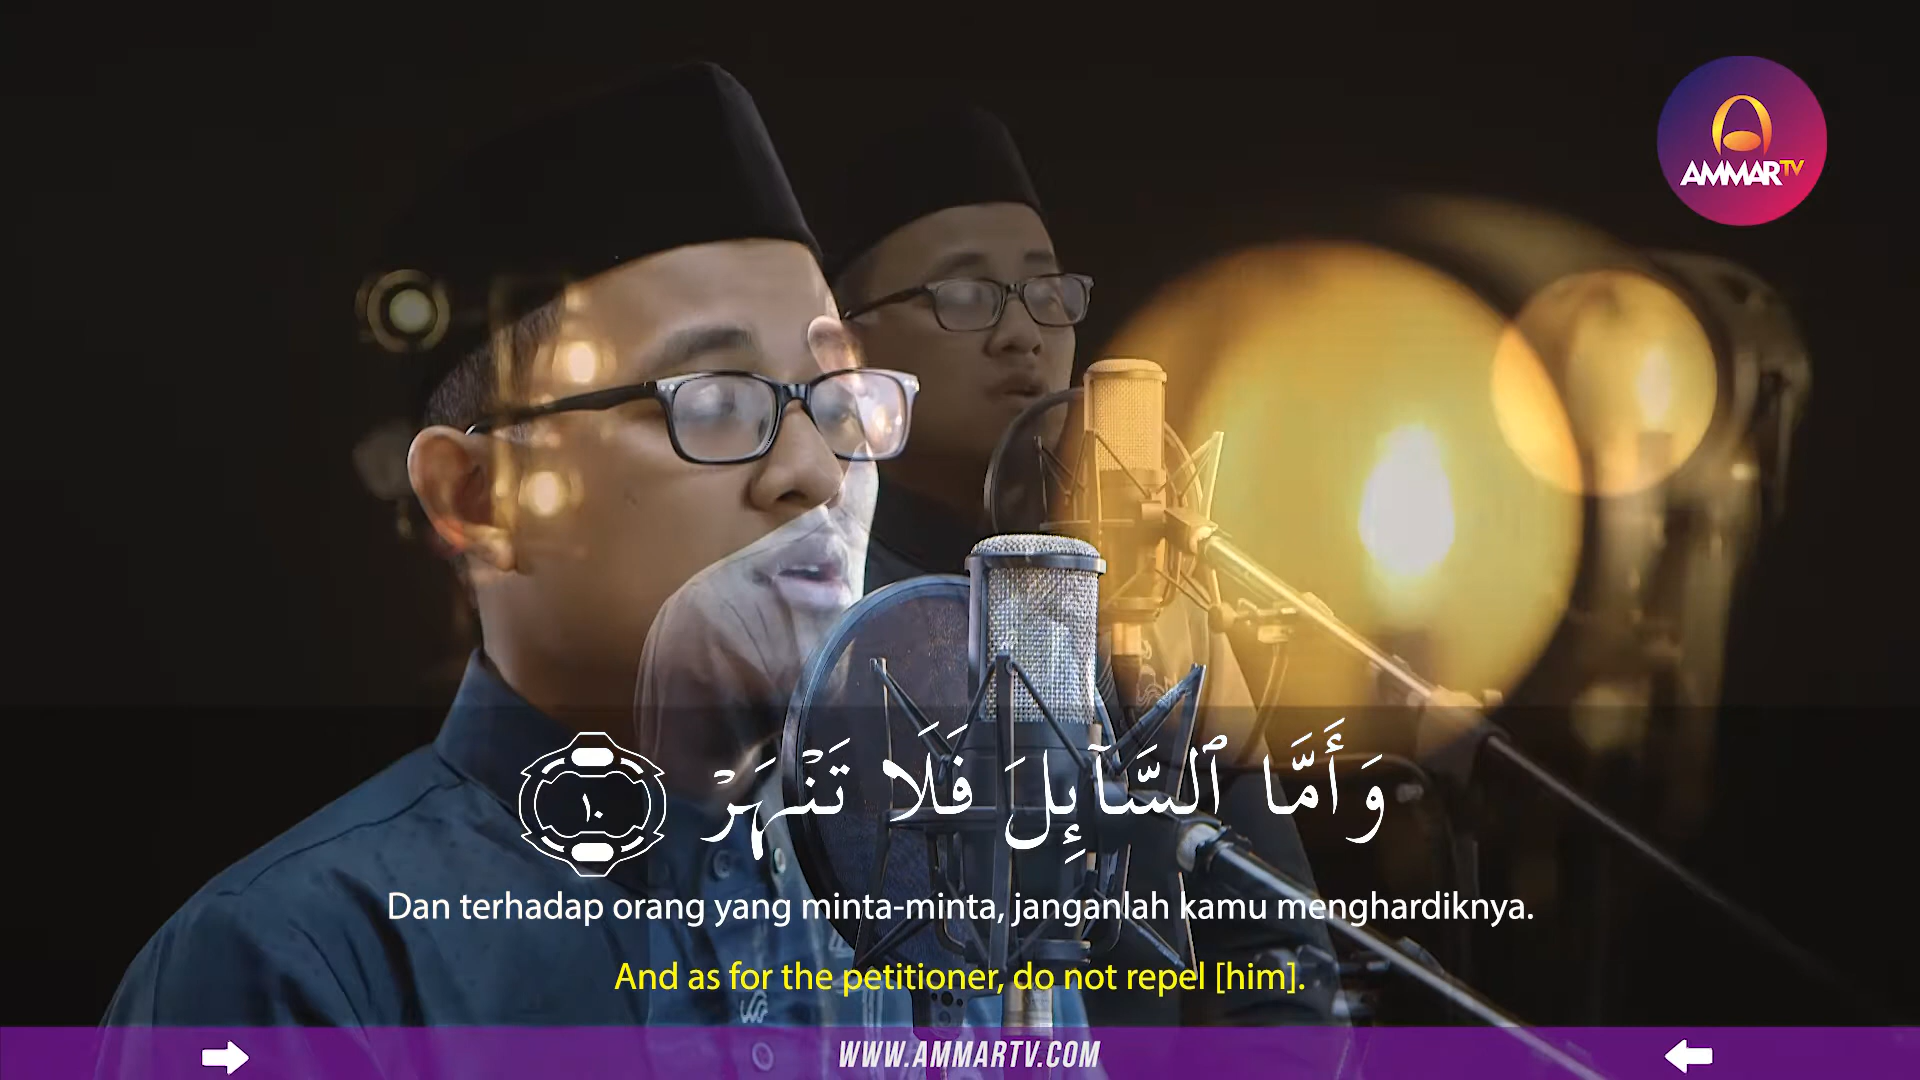 AMMARTV
وَأَمَّا ٱلسَّآئِلَ فَلَا تَنْهَرْ ١٠
Dan terhadap orang yang minta-minta, janganlah kamu menghardiknya.
And as for the petitioner, do not repel [him].
WWW.AMMARTV.COM